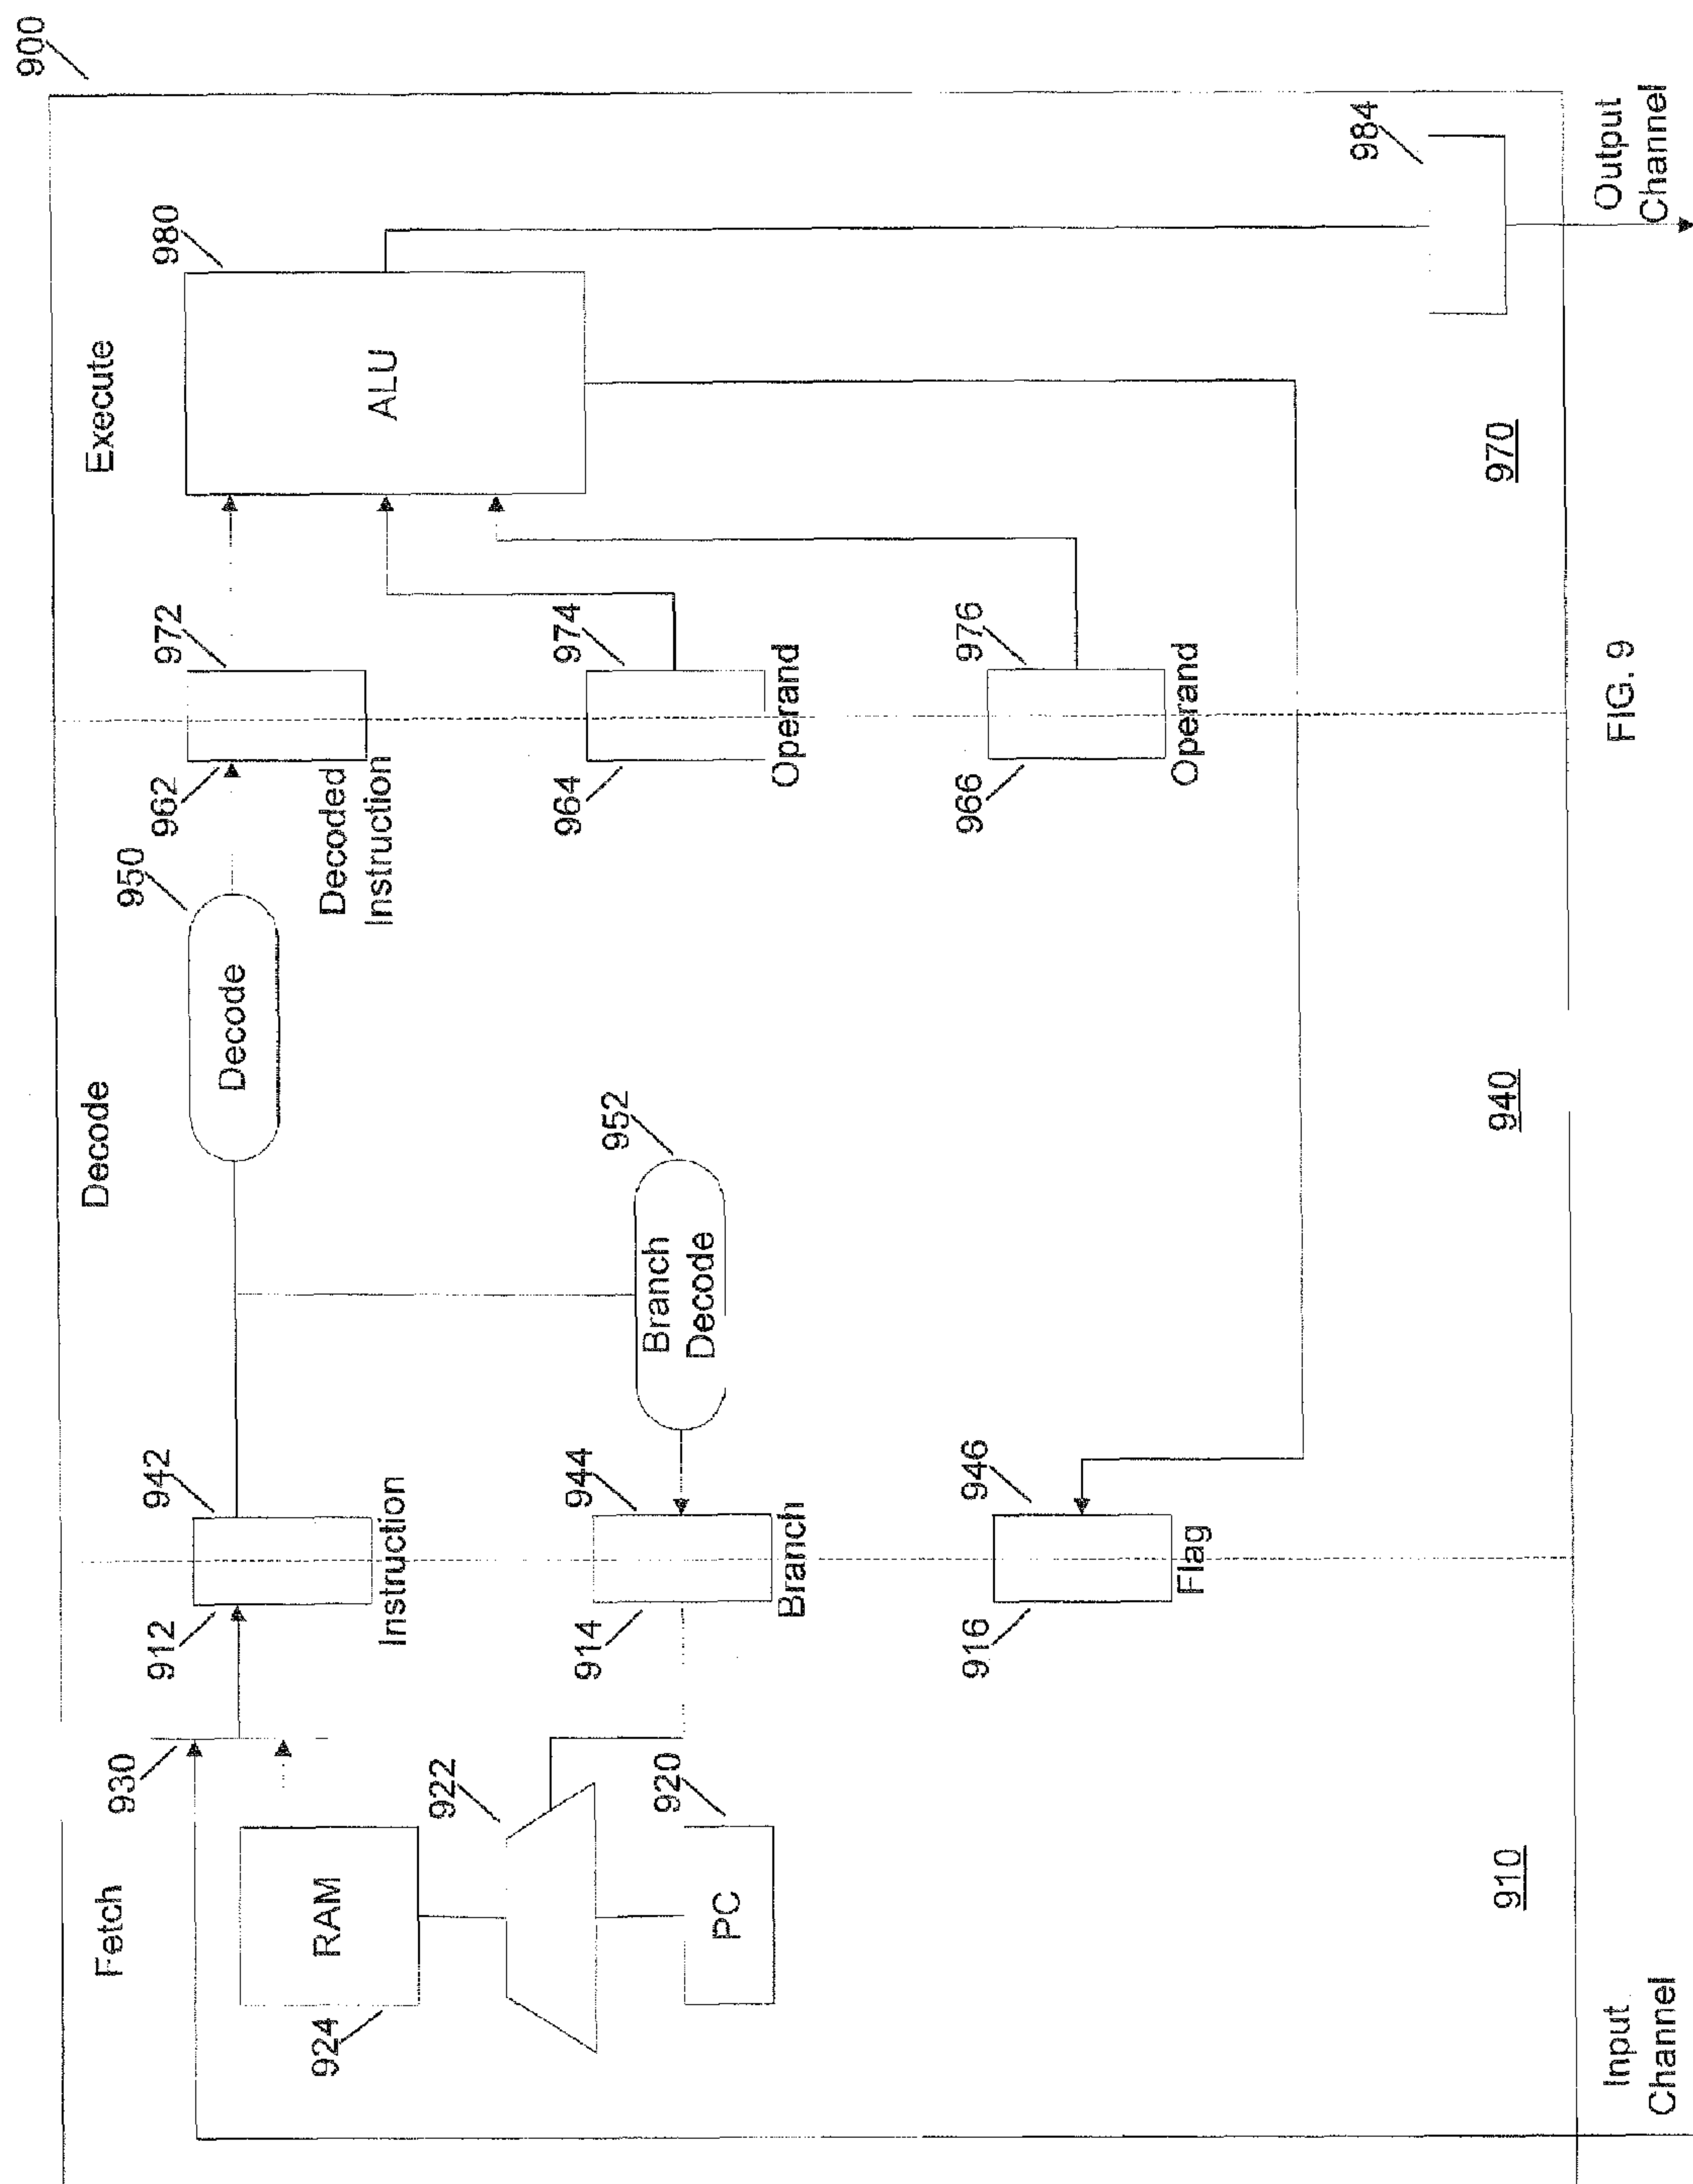 900
Fetch
Decode
Execute
930
912
942
950
962
972
980
RAM
Decode
ALU
924
Instruction
Decoded
Instruction
922
914
944
952
964
974
Branch
Decode
PC
920
Branch
Operand
916
946
966
976
Flag
Operand
984
910
940
970
Input
Channel
Output
Channel
FIG. 9